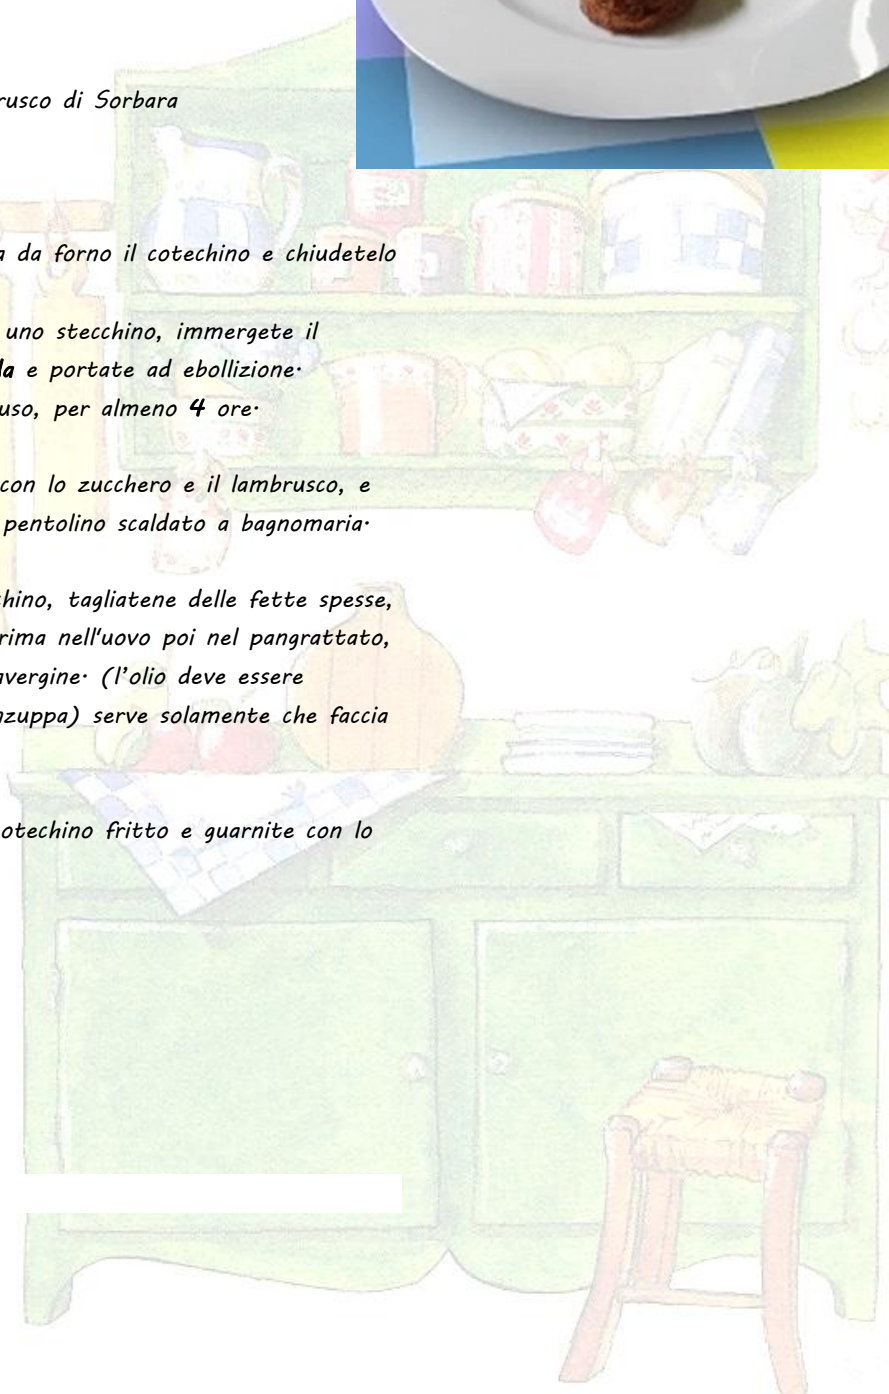 rusco di Sorbara
a da forno il cotechino e chiudetelo
uno stecchino, immergete il
la e portate ad ebollizione·
uso, per almeno 4 ore·
con lo zucchero e il lambrusco, e
pentolino scaldato a bagnomaria·
hino, tagliatene delle fette spesse,
rima nell'uovo poi nel pangrattato,
avergine· (l’olio deve essere
nzuppa) serve solamente che faccia
otechino fritto e guarnite con lo